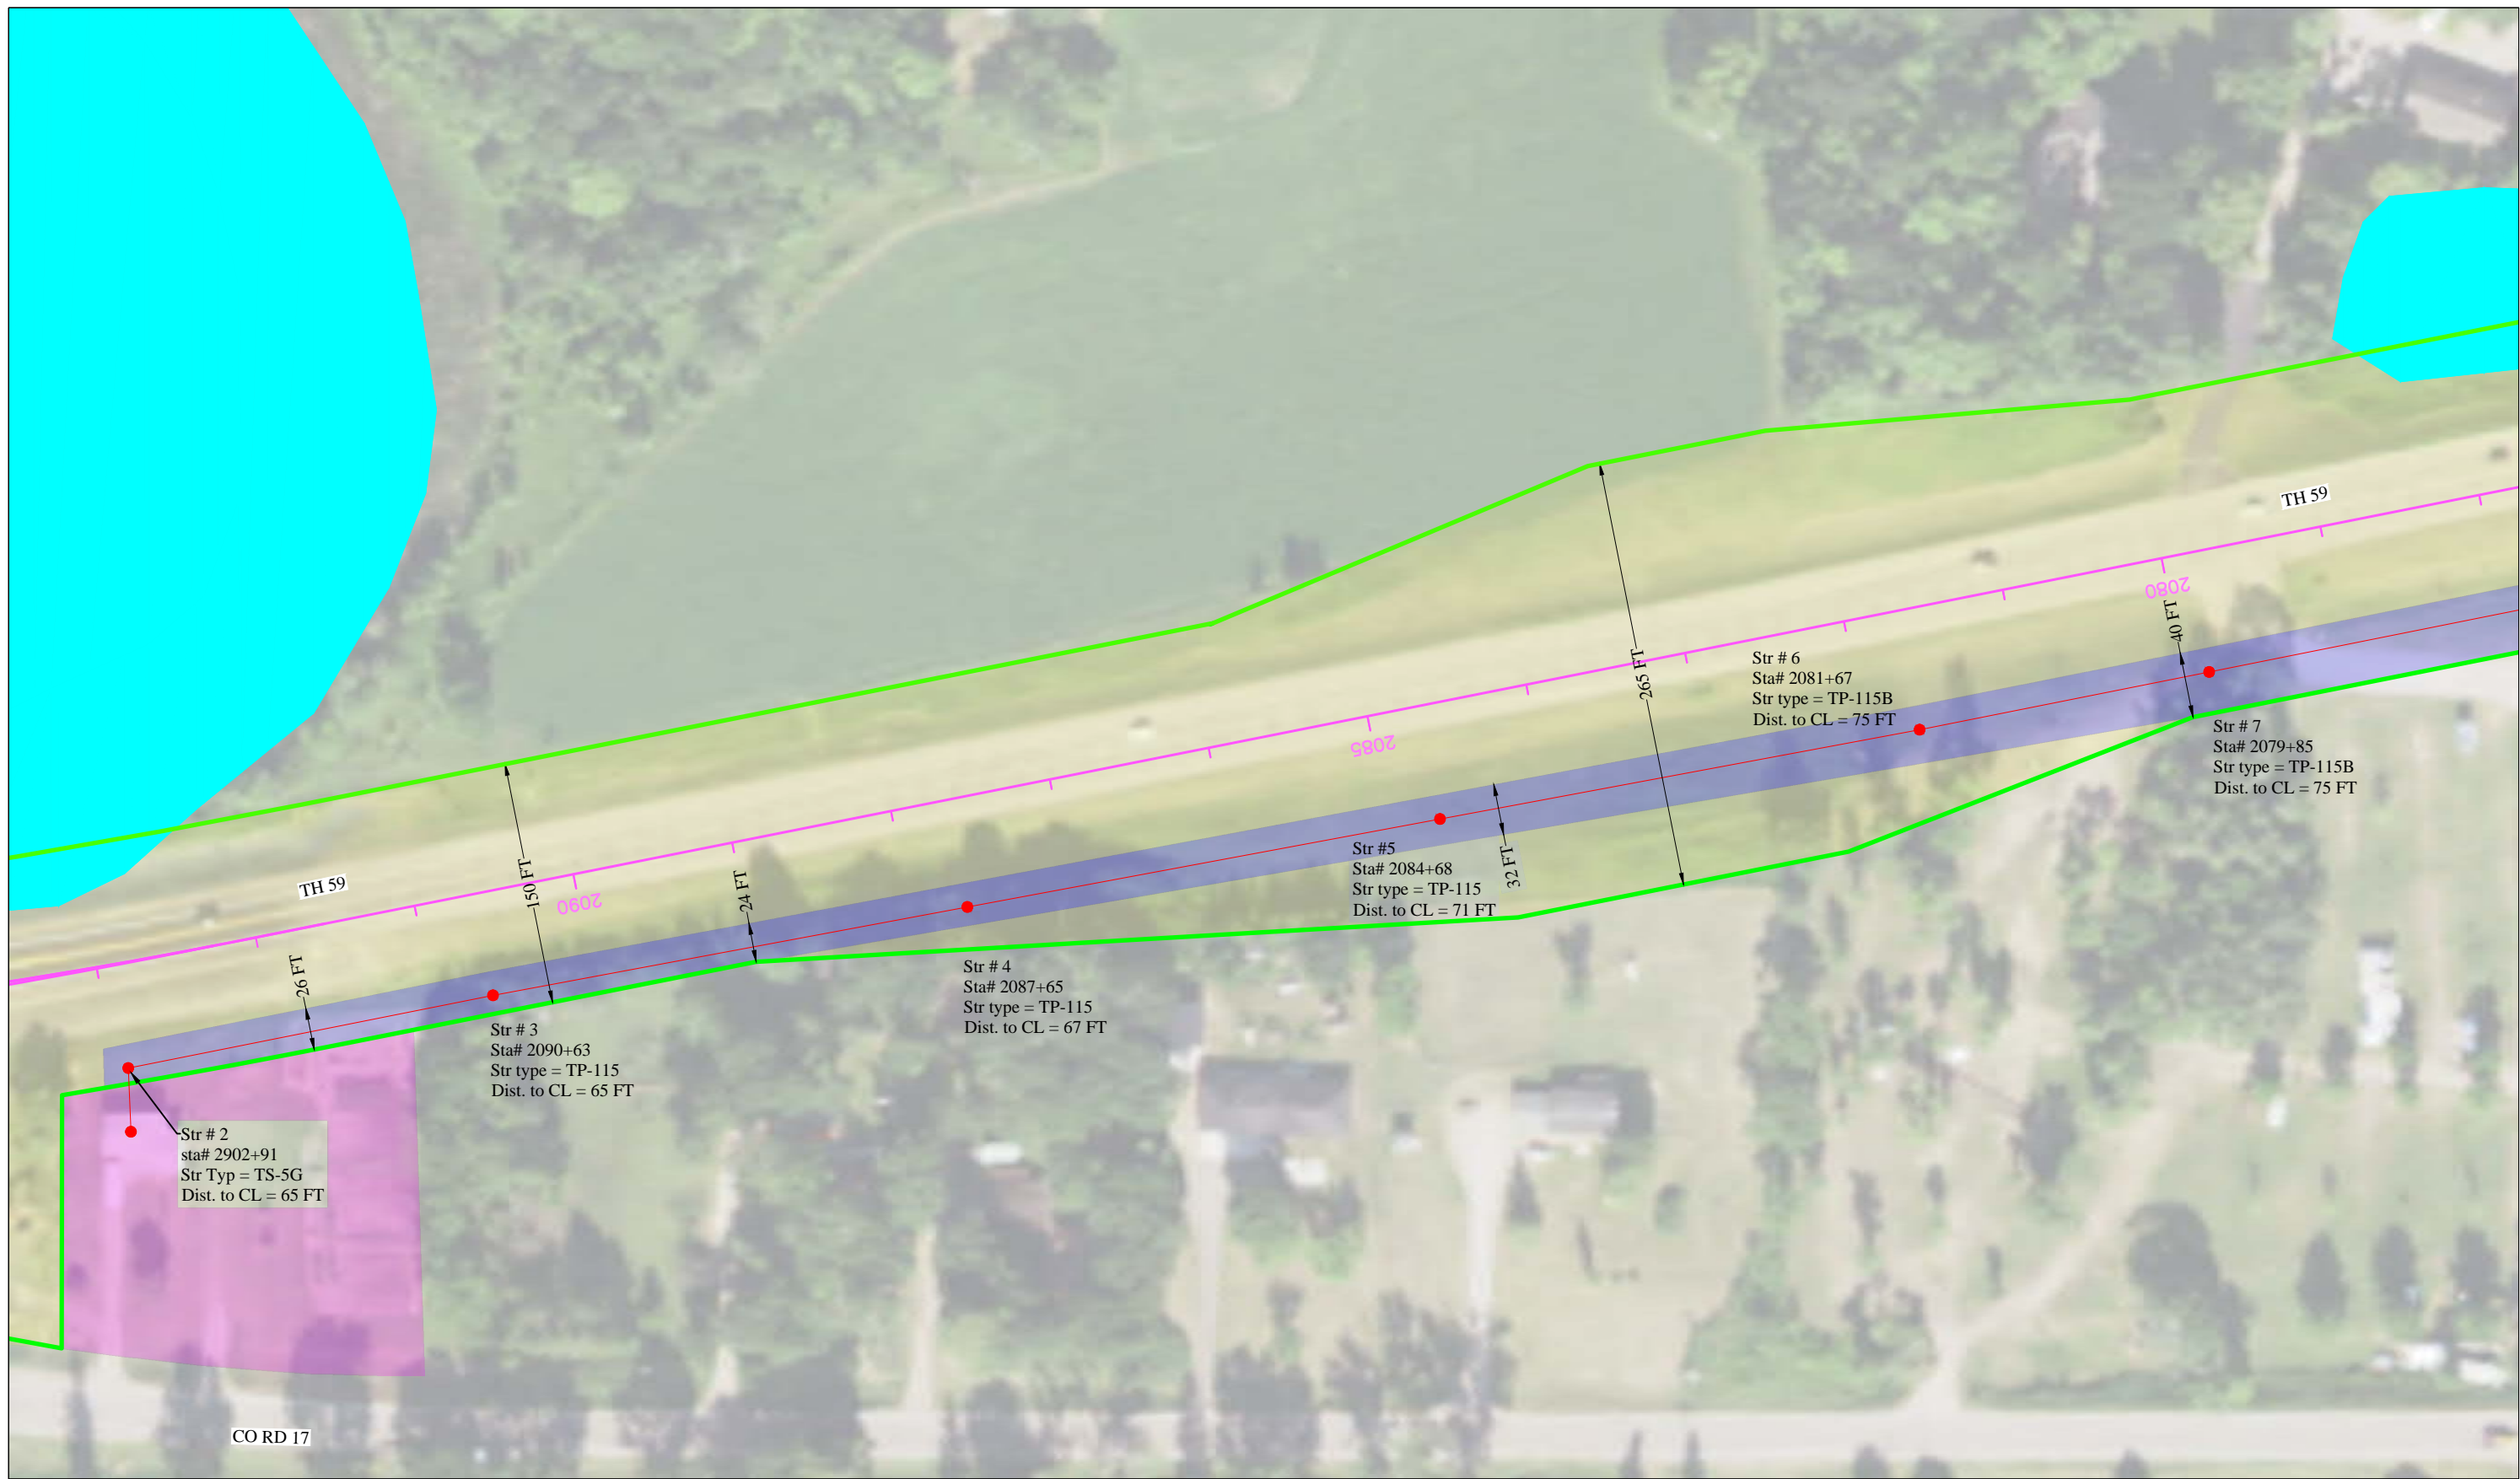 TH 59
2080
40 FT
265 FT
Str # 6
Sta# 2081+67
Str type = TP-115B
Dist. to CL = 75 FT
Str # 7
Sta# 2079+85
Str type = TP-115B
Dist. to CL = 75 FT
2085
Str #5
Sta# 2084+68
Str type = TP-115
Dist. to CL = 71 FT
32 FT
TH 59
150 FT
2090
24 FT
26 FT
Str # 4
Sta# 2087+65
Str type = TP-115
Dist. to CL = 67 FT
Str # 3
Sta# 2090+63
Str type = TP-115
Dist. to CL = 65 FT
Str # 2
sta# 2902+91
Str Typ = TS-5G
Dist. to CL = 65 FT
CO RD 17